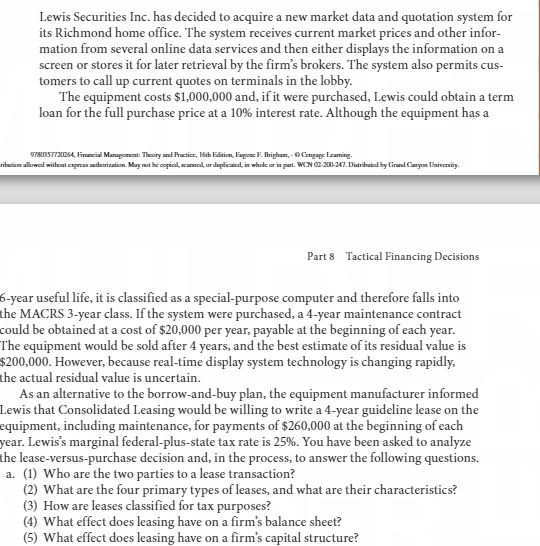 Lewis Securities Inc. has decided to acquire a new market data and quotation system for
its Richmond home office. The system receives current market prices and other infor-
mation from several online data services and then either displays the information on a
screen or stores it for later retrieval by the firm's brokers. The system also permits cus-
tomers to call up current quotes on terminals in the lobby.
The equipment costs $1,000,000 and, if it were purchased, Lewis could obtain a term
loan for the full purchase price at a 10% interest rate. Although the equipment has a
9780357720264, Financial Management: Theory and Practice, 16th Edition, Eugene F. Brigham, - © Cengage Learning.
ribution allowed without express authorization. May not be copied, scanned, or duplicated, in whole or in part. WCN 02-200-247. Distributed by Grand Canyon University.
Part 8 Tactical Financing Decisions
6-year useful life, it is classified as a special-purpose computer and therefore falls into
the MACRS 3-year class. If the system were purchased, a 4-year maintenance contract
could be obtained at a cost of $20,000 per year, payable at the beginning of each year.
The equipment would be sold after 4 years, and the best estimate of its residual value is
$200,000. However, because real-time display system technology is changing rapidly,
the actual residual value is uncertain.
As an alternative to the borrow-and-buy plan, the equipment manufacturer informed
Lewis that Consolidated Leasing would be willing to write a 4-year guideline lease on the
equipment, including maintenance, for payments of $260,000 at the beginning of each
year. Lewis's marginal federal-plus-state tax rate is 25%. You have been asked to analyze
the lease-versus-purchase decision and, in the process, to answer the following questions.
a. (1) Who are the two parties to a lease transaction?
(2) What are the four primary types of leases, and what are their characteristics?
(3) How are leases classified for tax purposes?
(4) What effect does leasing have on a firm's balance sheet?
(5) What effect does leasing have on a firm's capital structure?